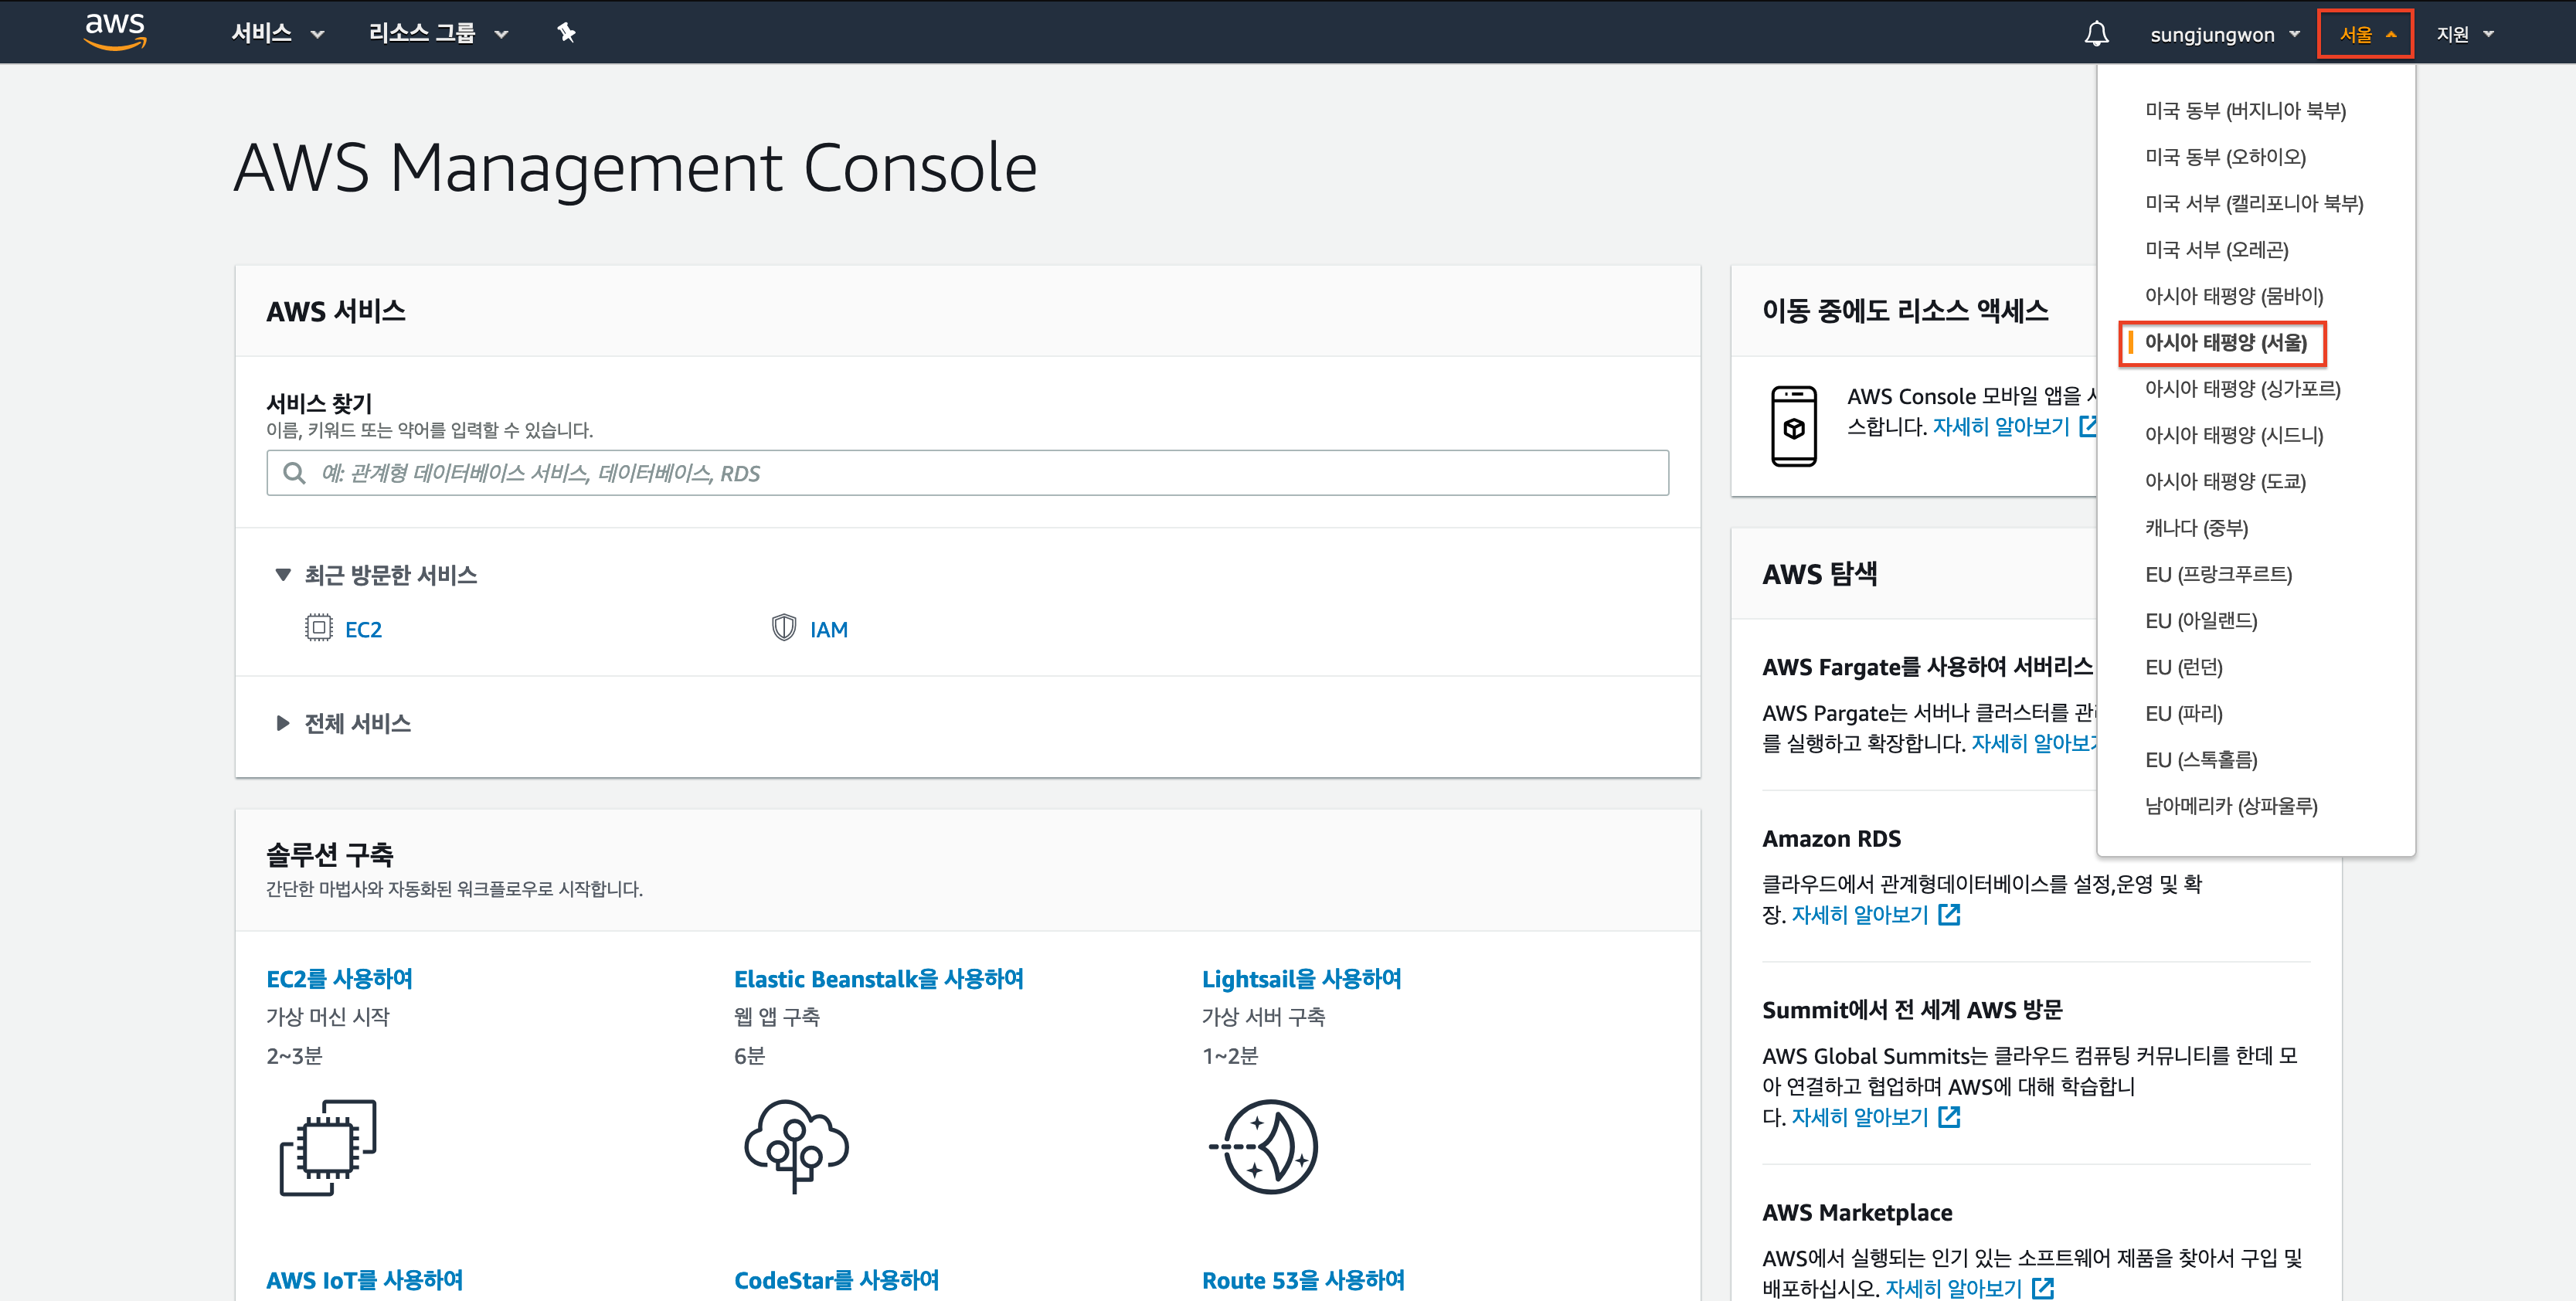 aws
서비스
리소스 그룹
sungjungwon
서울
지원
AWS Management Console
미국 동부 (버지니아 북부)
미국 동부 (오하이오)
미국 서부 (캘리포니아 북부)
미국 서부 (오레곤)
아시아 태평양 (뭄바이)
아시아 태평양 (서울)
아시아 태평양 (싱가포르)
아시아 태평양 (시드니)
아시아 태평양 (도쿄)
캐나다 (중부)
EU (프랑크푸르트)
EU (아일랜드)
EU (런던)
EU (파리)
EU (스톡홀름)
남아메리카 (상파울루)
AWS 서비스
서비스 찾기
이름, 키워드 또는 약어를 입력할 수 있습니다.
예: 관계형 데이터베이스 서비스, 데이터베이스, RDS
최근 방문한 서비스
EC2
IAM
전체 서비스
솔루션 구축
간단한 마법사와 자동화된 워크플로우로 시작합니다.
EC2를 사용하여
가상 머신 시작
2~3분
Elastic Beanstalk을 사용하여
웹 앱 구축
6분
Lightsail을 사용하여
가상 서버 구축
1~2분
AWS IoT를 사용하여
CodeStar를 사용하여
Route 53을 사용하여
이동 중에도 리소스 액세스
AWS Console 모바일 앱을
스합니다. 자세히 알아보기
AWS 탐색
AWS Fargate를 사용하여 서버리스
AWS Pargate는 서버나 클러스터를
를 실행하고 확장합니다. 자세히
Amazon RDS
클라우드에서 관계형데이터베이스를 설정,운영 및 확
장. 자세히 알아보기
Summit에서 전 세계 AWS 방문
AWS Global Summits는 클라우드 컴퓨팅 커뮤니티를 한데 모
아 연결하고 협업하며 AWS에 대해 학습합니
다. 자세히 알아보기
AWS Marketplace
AWS에서 실행되는 인기 있는 소프트웨어 제품을 찾아서 구입 및
배포하십시오. 자세히 알아보기